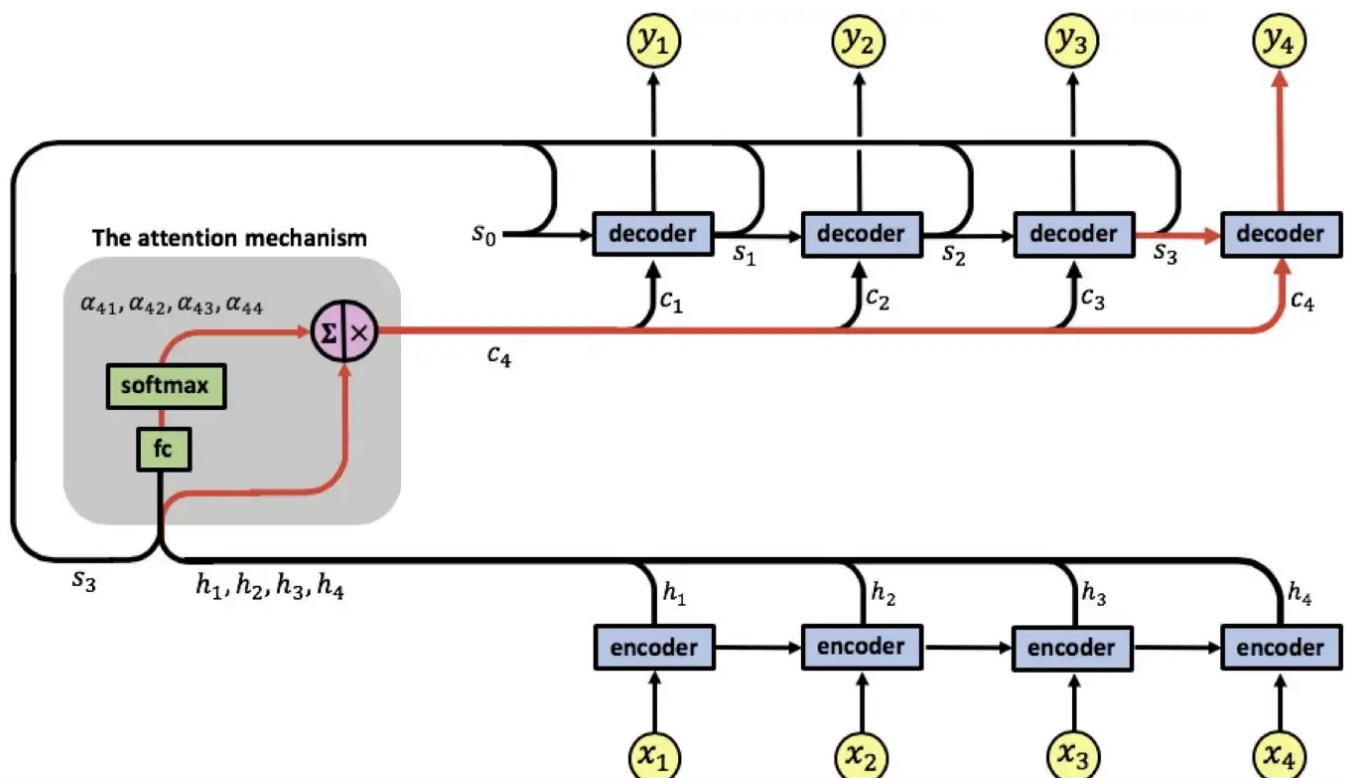 y₁ y₂ y₃ y₄
The attention mechanism
s₀ decoder s₁ decoder s₂ decoder s₃ decoder
α₄₁, α₄₂, α₄₃, α₄₄
Σ ×
c₁ c₂ c₃ c₄
c₄
softmax
fc
s₃
h₁, h₂, h₃, h₄
h₁ h₂ h₃ h₄
encoder encoder encoder encoder
x₁ x₂ x₃ x₄